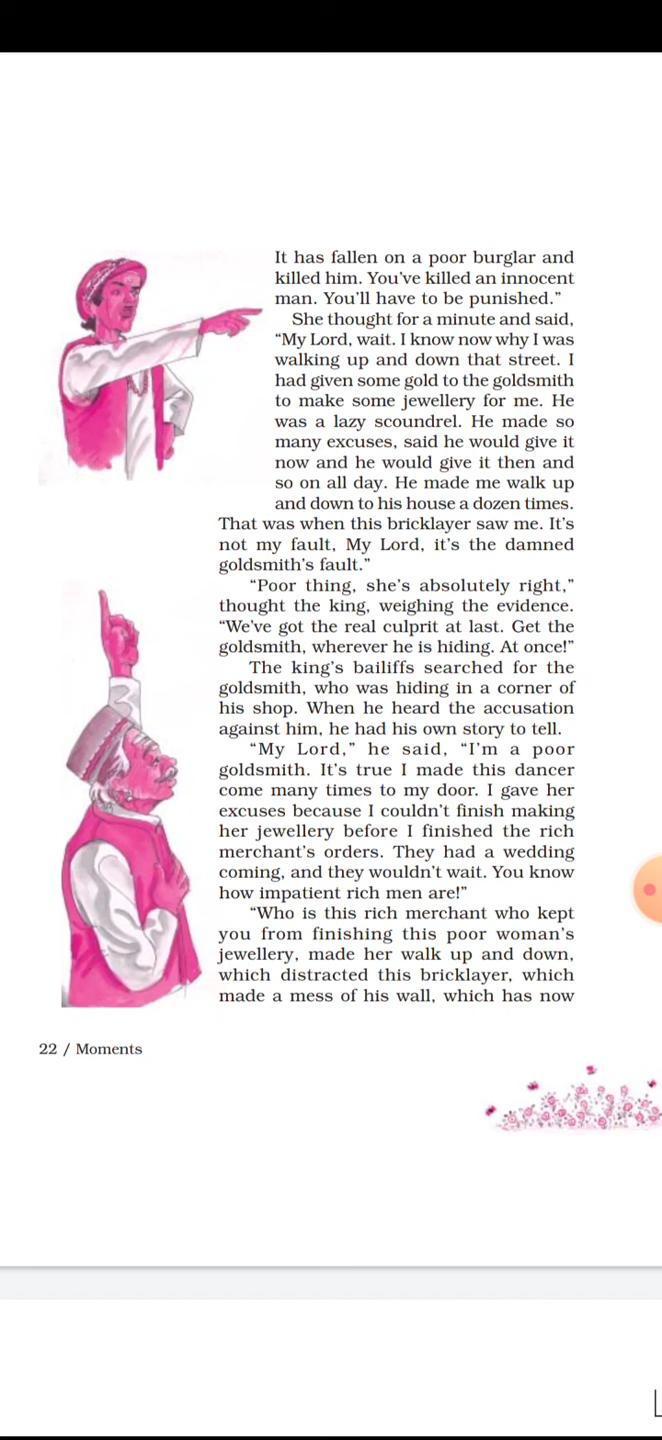 It has fallen on a poor burglar and
killed him. You’ve killed an innocent
man. You’ll have to be punished.”
She thought for a minute and said,
“My Lord, wait. I know now why I was
walking up and down that street. I
had given some gold to the goldsmith
to make some jewellery for me. He
was a lazy scoundrel. He made so
many excuses, said he would give it
now and he would give it then and
so on all day. He made me walk up
and down to his house a dozen times.
That was when this bricklayer saw me. It’s
not my fault, My Lord, it’s the damned
goldsmith’s fault.”
“Poor thing, she’s absolutely right,”
thought the king, weighing the evidence.
“We’ve got the real culprit at last. Get the
goldsmith, wherever he is hiding. At once!”
The king’s bailiffs searched for the
goldsmith, who was hiding in a corner of
his shop. When he heard the accusation
against him, he had his own story to tell.
“My Lord,” he said, “I’m a poor
goldsmith. It’s true I made this dancer
come many times to my door. I gave her
excuses because I couldn’t finish making
her jewellery before I finished the rich
merchant’s orders. They had a wedding
coming, and they wouldn’t wait. You know
how impatient rich men are!”
“Who is this rich merchant who kept
you from finishing this poor woman’s
jewellery, made her walk up and down,
which distracted this bricklayer, which
made a mess of his wall, which has now
22 / Moments